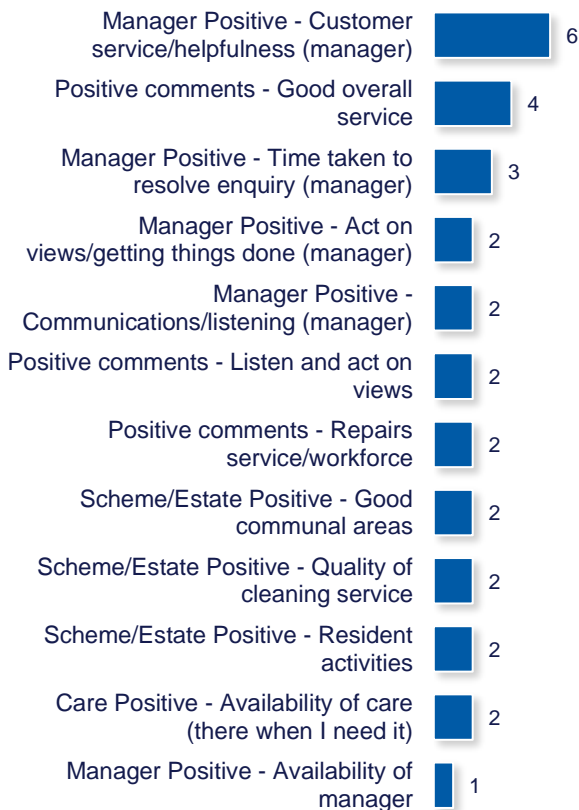 Manager Positive - Customer
service/helpfulness (manager)
6
Positive comments - Good overall
service
4
Manager Positive - Time taken to
resolve enquiry (manager)
3
Manager Positive - Act on
views/getting things done (manager)
2
Manager Positive -
Communications/listening (manager)
2
Positive comments - Listen and act on
views
2
Positive comments - Repairs
service/workforce
2
Scheme/Estate Positive - Good
communal areas
2
Scheme/Estate Positive - Quality of
cleaning service
2
Scheme/Estate Positive - Resident
activities
2
Care Positive - Availability of care
(there when I need it)
2
Manager Positive - Availability of
manager
1